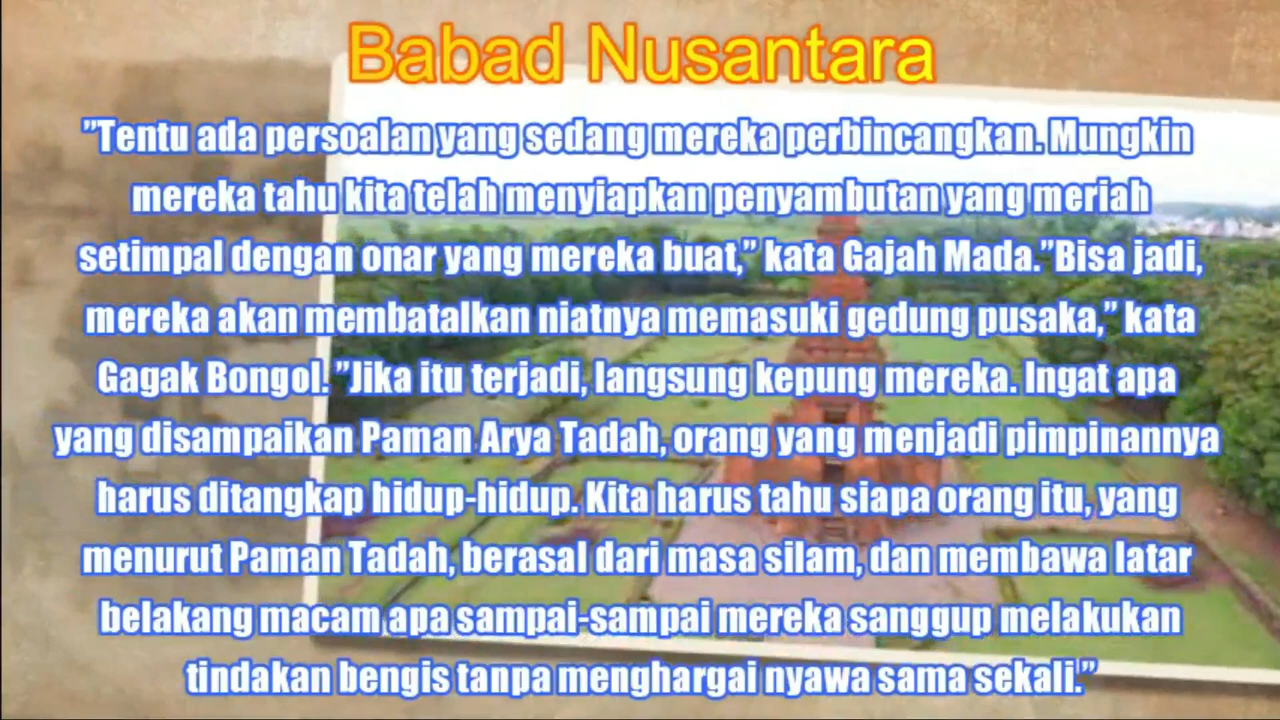 Babad Nusantara
”Tentu ada persoalan yang sedang mereka perbincangkan. Mungkin
mereka tahu kita telah menyiapkan penyambutan yang meriah
setimpal dengan onar yang mereka buat,” kata Gajah Mada.”Bisa jadi,
mereka akan membatalkan niatnya memasuki gedung pusaka,” kata
Gagak Bongol. ”Jika itu terjadi, langsung kepung mereka. Ingat apa
yang disampaikan Paman Arya Tadah, orang yang menjadi pimpinannya
harus ditangkap hidup-hidup. Kita harus tahu siapa orang itu, yang
menurut Paman Tadah, berasal dari masa silam, dan membawa latar
belakang macam apa sampai-sampai mereka sanggup melakukan
tindakan bengis tanpa menghargai nyawa sama sekali.”